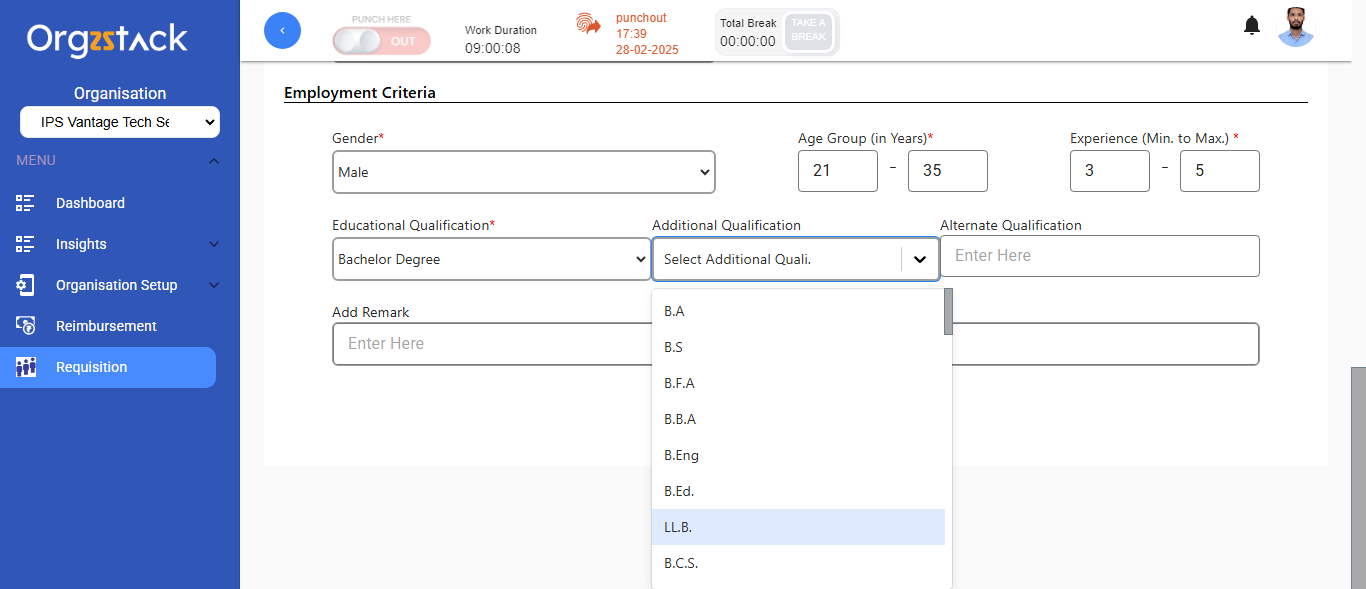 Orgzstack
Organisation
IPS Vantage Tech Se
MENU
Dashboard
Insights
Organisation Setup
Reimbursement
Requisition
PUNCH HERE
OUT
Work Duration
09:00:08
punchout
17:39
28-02-2025
Total Break
00:00:00
TAKE A
BREAK
Employment Criteria
Gender*
Male
Age Group (in Years)*
21 - 35
Experience (Min. to Max.) *
3 - 5
Educational Qualification*
Bachelor Degree
Additional Qualification
Select Additional Quali.
Alternate Qualification
Enter Here
B.A
B.S
B.F.A
B.B.A
B.Eng
B.Ed.
LL.B.
B.C.S.
Add Remark
Enter Here